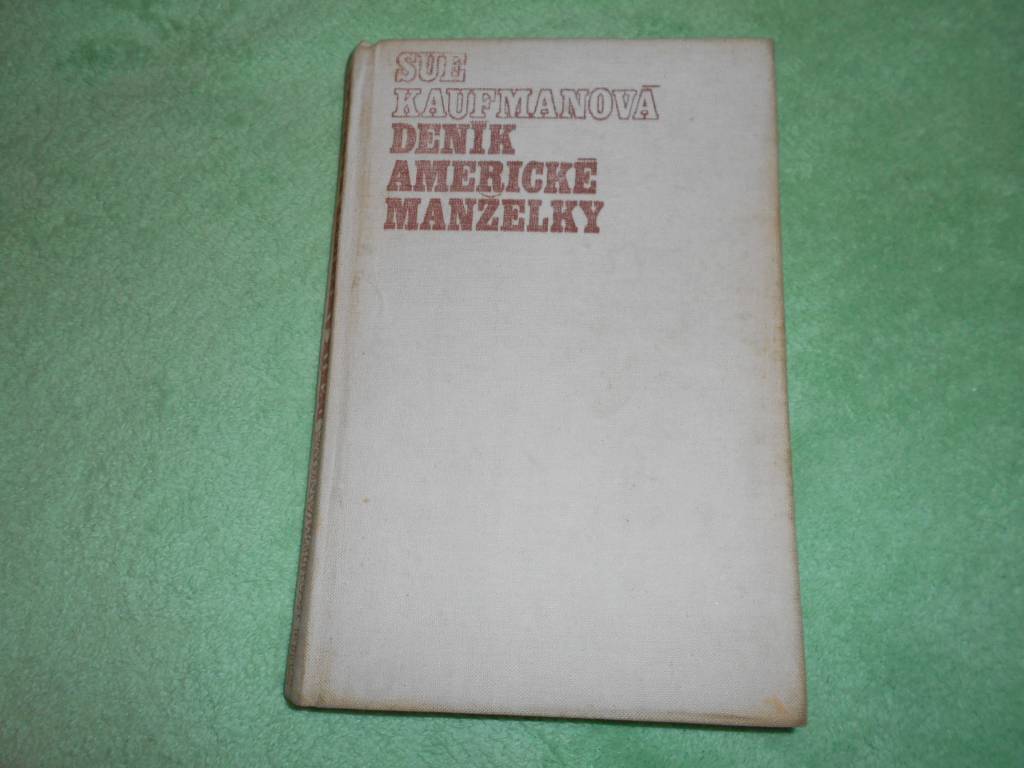 SUE
KAUFMANOVÁ
DENÍK
AMERICKÉ
MANŽELKY